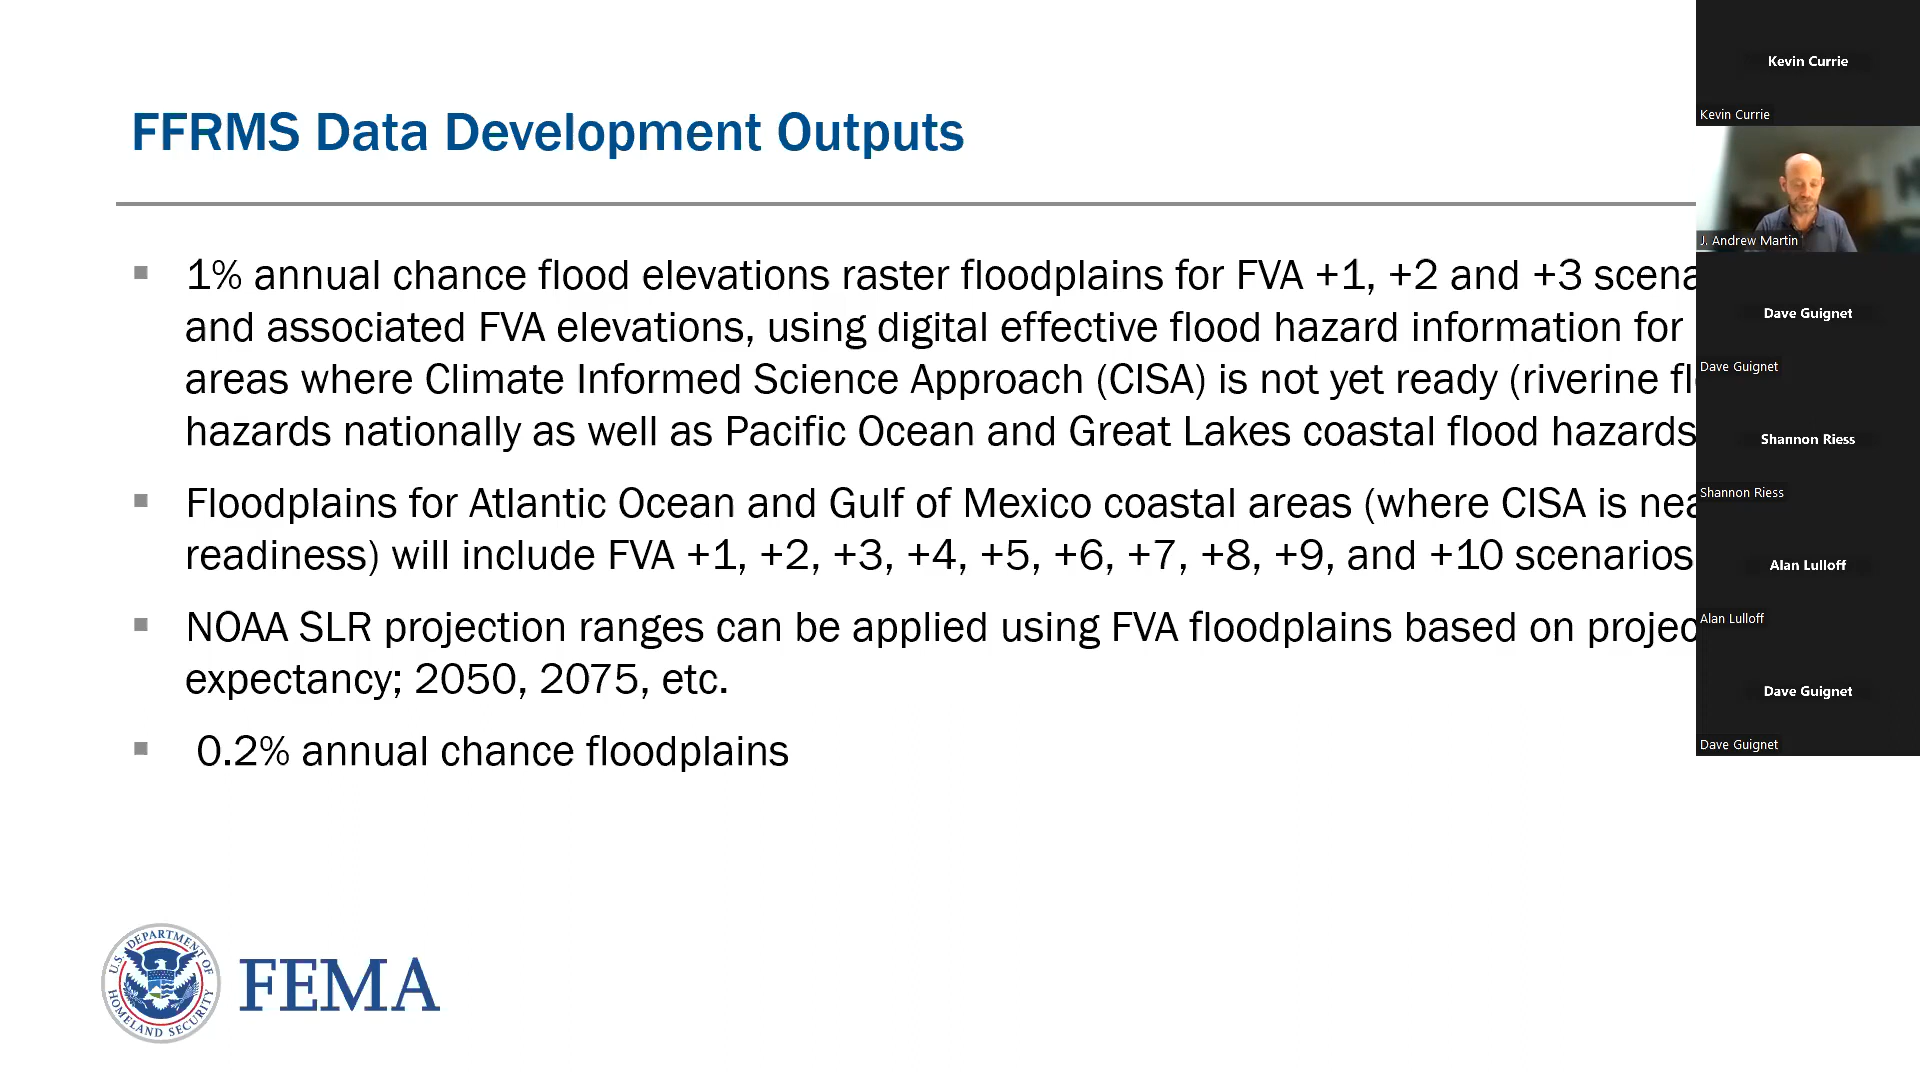 FFRMS Data Development Outputs
1% annual chance flood elevations raster floodplains for FVA +1, +2 and +3
and associated FVA elevations, using digital effective flood hazard information for
areas where Climate Informed Science Approach (CISA) is not yet ready (riverine
hazards nationally as well as Pacific Ocean and Great Lakes coastal flood hazards
Floodplains for Atlantic Ocean and Gulf of Mexico coastal areas (where CISA is
readiness) will include FVA +1, +2, +3, +4, +5, +6, +7, +8, +9, and +10 scenarios
NOAA SLR projection ranges can be applied using FVA floodplains based on
expectancy; 2050, 2075, etc.
0.2% annual chance floodplains
U.S. DEPARTMENT OF
HOMELAND SECURITY
FEMA
Kevin Currie
Kevin Currie
J. Andrew Martin
Dave Guignet
Dave Guignet
Shannon Riess
Shannon Riess
Alan Lulloff
Alan Lulloff
Dave Guignet
Dave Guignet